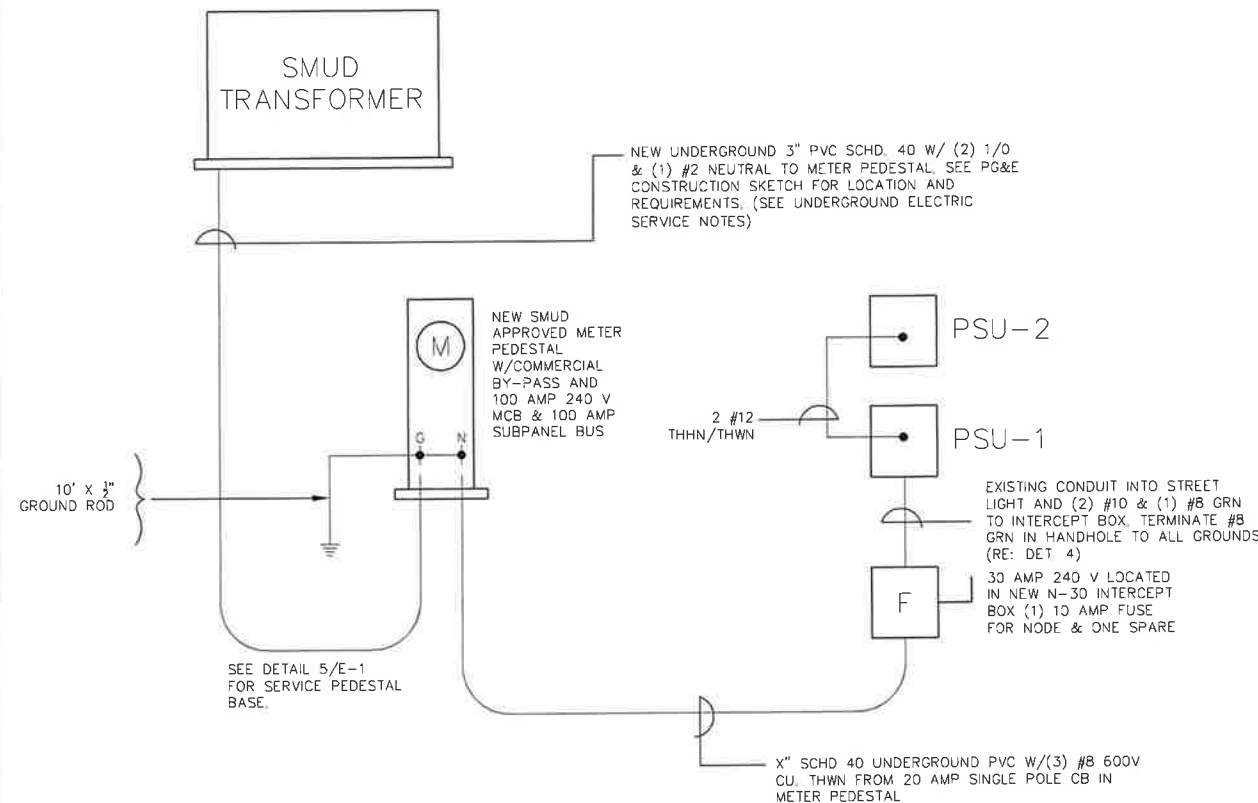 SMUD
TRANSFORMER
NEW UNDERGROUND 3" PVC SCHD. 40 W/ (2) 1/0
& (1) #2 NEUTRAL TO METER PEDESTAL, SEE PG&E
CONSTRUCTION SKETCH FOR LOCATION AND
REQUIREMENTS. (SEE UNDERGROUND ELECTRIC
SERVICE NOTES)
M
NEW SMUD
APPROVED METER
PEDESTAL
W/COMMERCIAL
BY-PASS AND
100 AMP 240 V
MCB & 100 AMP
SUBPANEL BUS
G N
10' X ½"
GROUND ROD
SEE DETAIL 5/E-1
FOR SERVICE PEDESTAL
BASE.
PSU-2
2 #12
THHN/THWN
PSU-1
EXISTING CONDUIT INTO STREET
LIGHT AND (2) #10 & (1) #8 GRN
TO INTERCEPT BOX. TERMINATE #8
GRN IN HANDHOLE TO ALL GROUNDS
(RE: DET 4)
F
30 AMP 240 V LOCATED
IN NEW N-30 INTERCEPT
BOX (1) 10 AMP FUSE
FOR NODE & ONE SPARE
X" SCHD 40 UNDERGROUND PVC W/(3) #8 600V
CU. THWN FROM 20 AMP SINGLE POLE CB IN
METER PEDESTAL